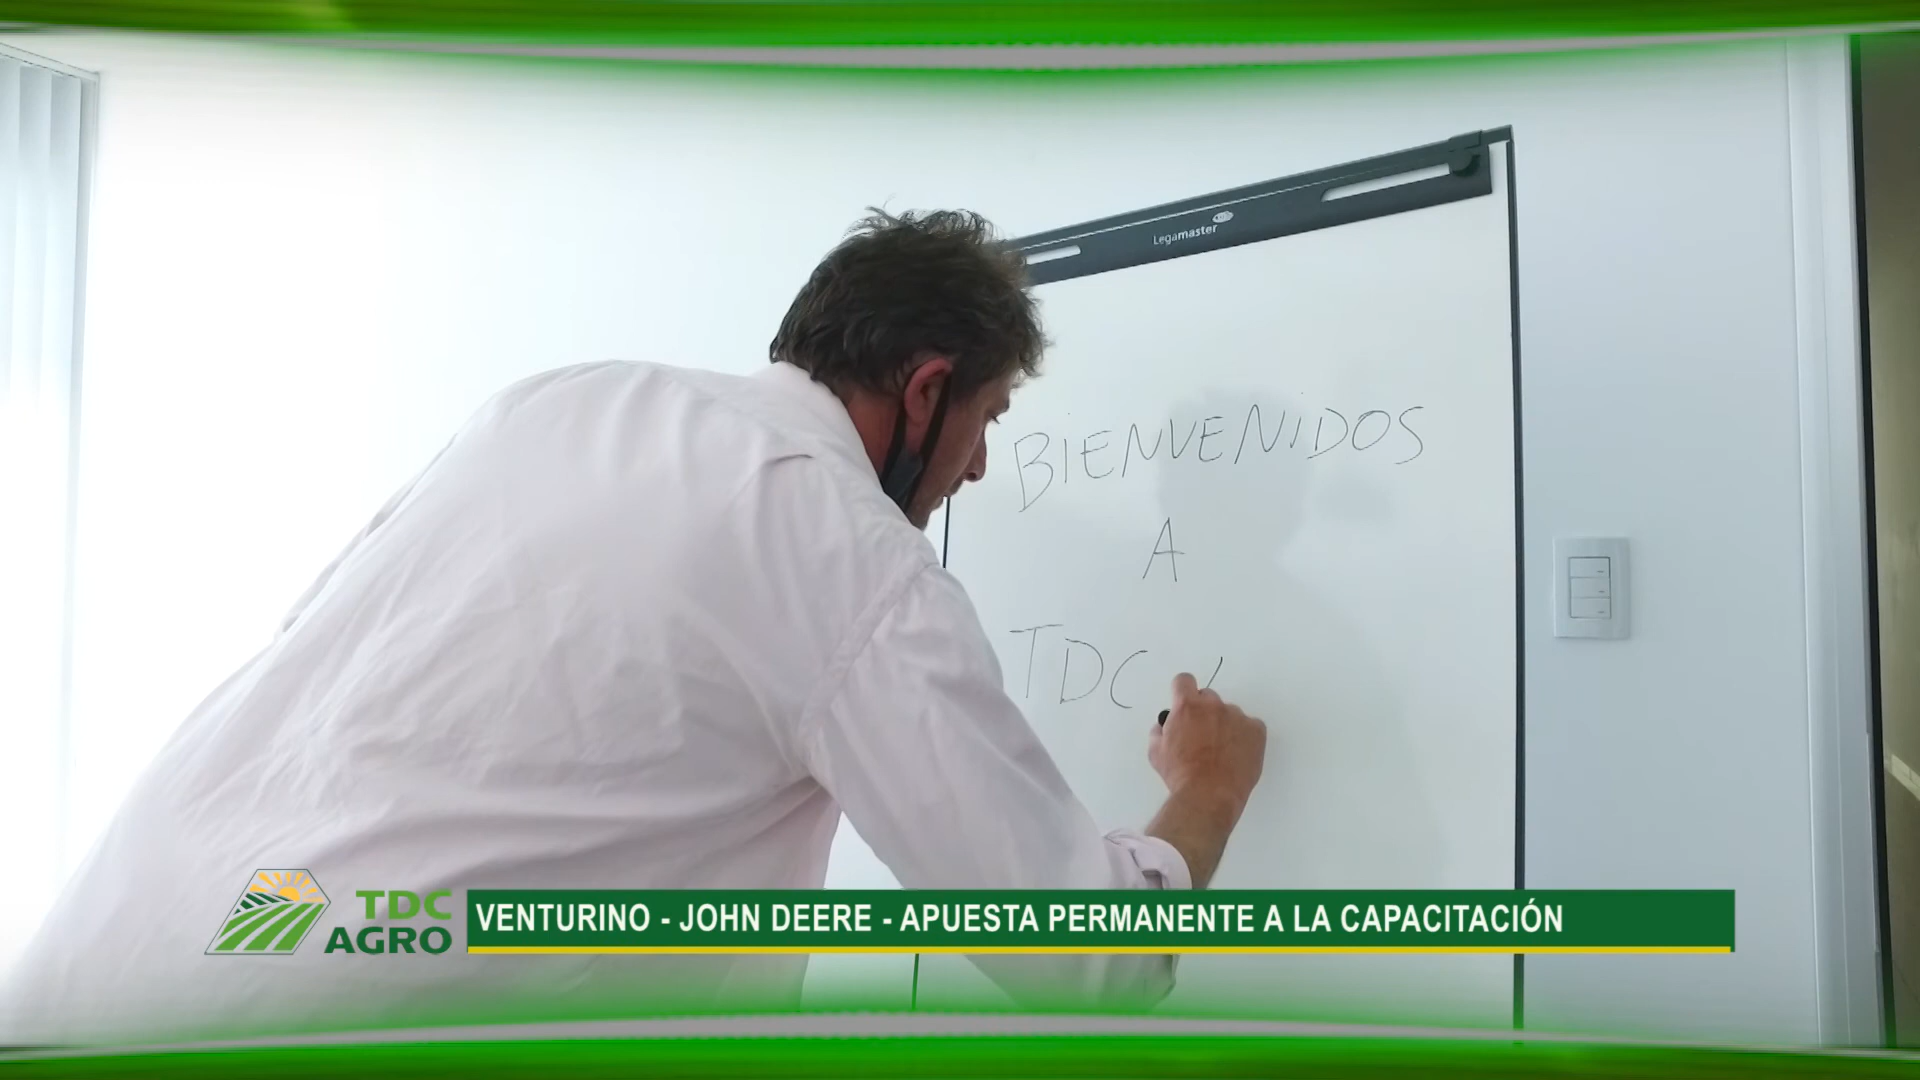 Legamaster
BIENVENIDOS
A
TDC
TDC
AGRO
VENTURINO - JOHN DEERE - APUESTA PERMANENTE A LA CAPACITACIÓN